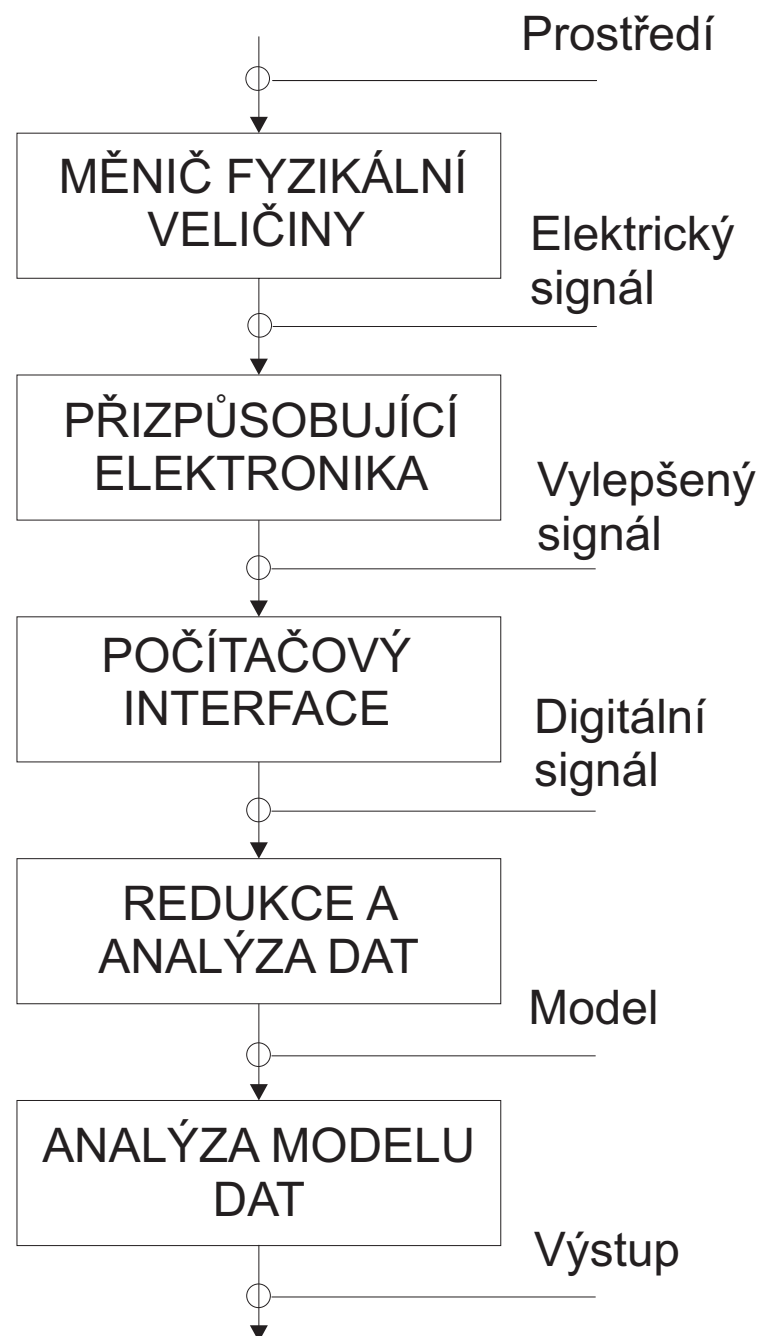 Prostředí
MĚNIČ FYZIKÁLNÍ
VELIČINY
Elektrický
signál
PŘIZPŮSOBUJÍCÍ
ELEKTRONIKA
Vylepšený
signál
POČÍTAČOVÝ
INTERFACE
Digitální
signál
REDUKCE A
ANALÝZA DAT
Model
ANALÝZA MODELU
DAT
Výstup